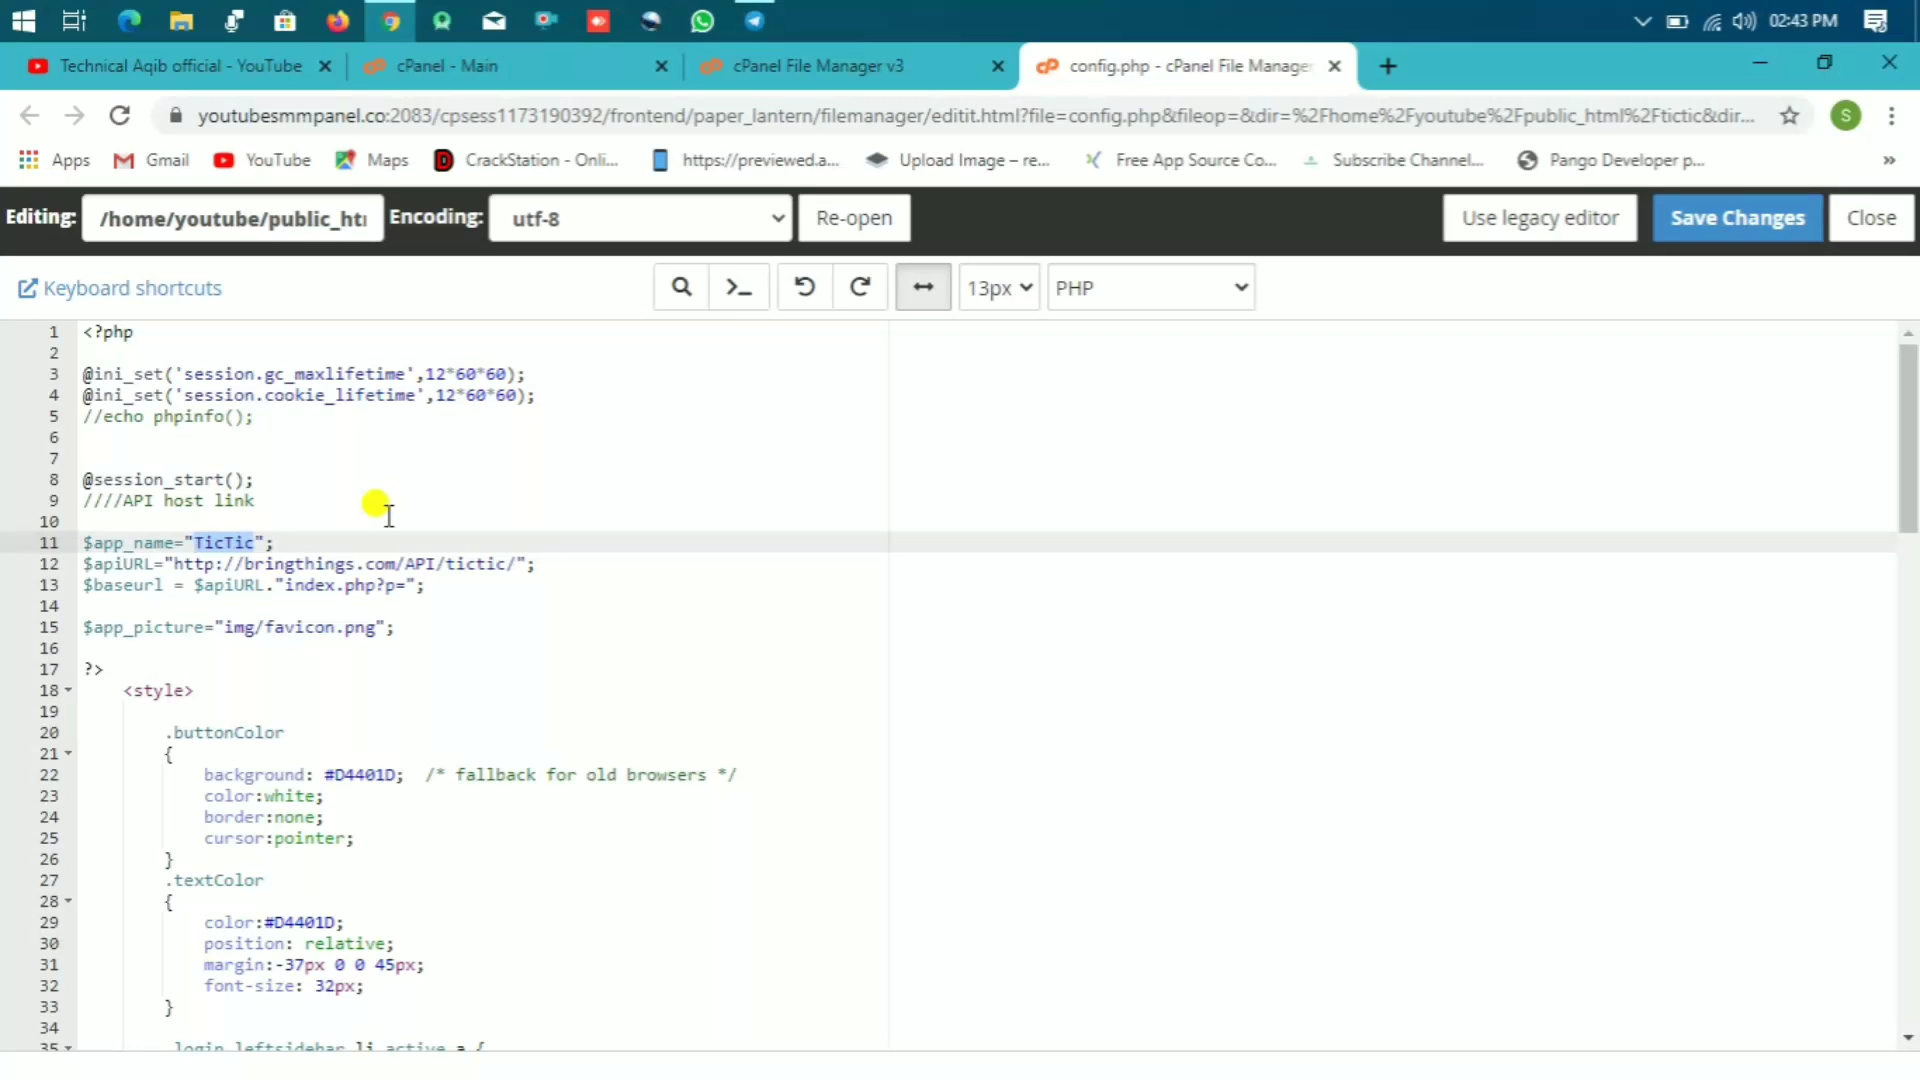 02:43 PM
Technical Aqib official - YouTube
cPanel - Main
cPanel File Manager v3
config.php - cPanel File Manage
youtubesmmpanel.co:2083/cpsess1173190392/frontend/paper_lantern/filemanager/editit.html?file=config.php&fileop=&dir=%2Fhome%2Fyoutube%2Fpublic_html%2Ftictic&dir...
S
Apps
Gmail
YouTube
Maps
CrackStation - Onli...
https://previewed.a...
Upload Image – re...
Free App Source Co...
Subscribe Channel...
Pango Developer p...
»
Editing:
/home/youtube/public_ht
Encoding:
utf-8
Re-open
Use legacy editor
Save Changes
Close
Keyboard shortcuts
13px
PHP
1 <?php
2
3 @ini_set('session.gc_maxlifetime',12*60*60);
4 @ini_set('session.cookie_lifetime',12*60*60);
5 //echo phpinfo();
6
7
8 @session_start();
9 ////API host link
10
11 $app_name="TicTic";
12 $apiURL="http://bringthings.com/API/tictic/";
13 $baseurl = $apiURL."index.php?p=";
14
15 $app_picture="img/favicon.png";
16
17 ?>
18 <style>
19
20 .buttonColor
21 {
22 background: #D4401D; /* fallback for old browsers */
23 color:white;
24 border:none;
25 cursor:pointer;
26 }
27 .textColor
28 {
29 color:#D4401D;
30 position: relative;
31 margin:-37px 0 0 45px;
32 font-size: 32px;
33 }
34
35 .login_leftsidebar li.active a {